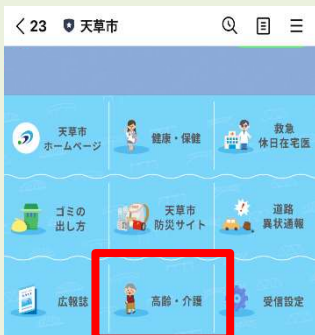 23 天草市
天草市
ホームページ
健康・保健
救急
休日在宅医
ゴミの
出し方
天草市
防災サイト
道路
異状通報
広報誌
高齢・介護
受信設定